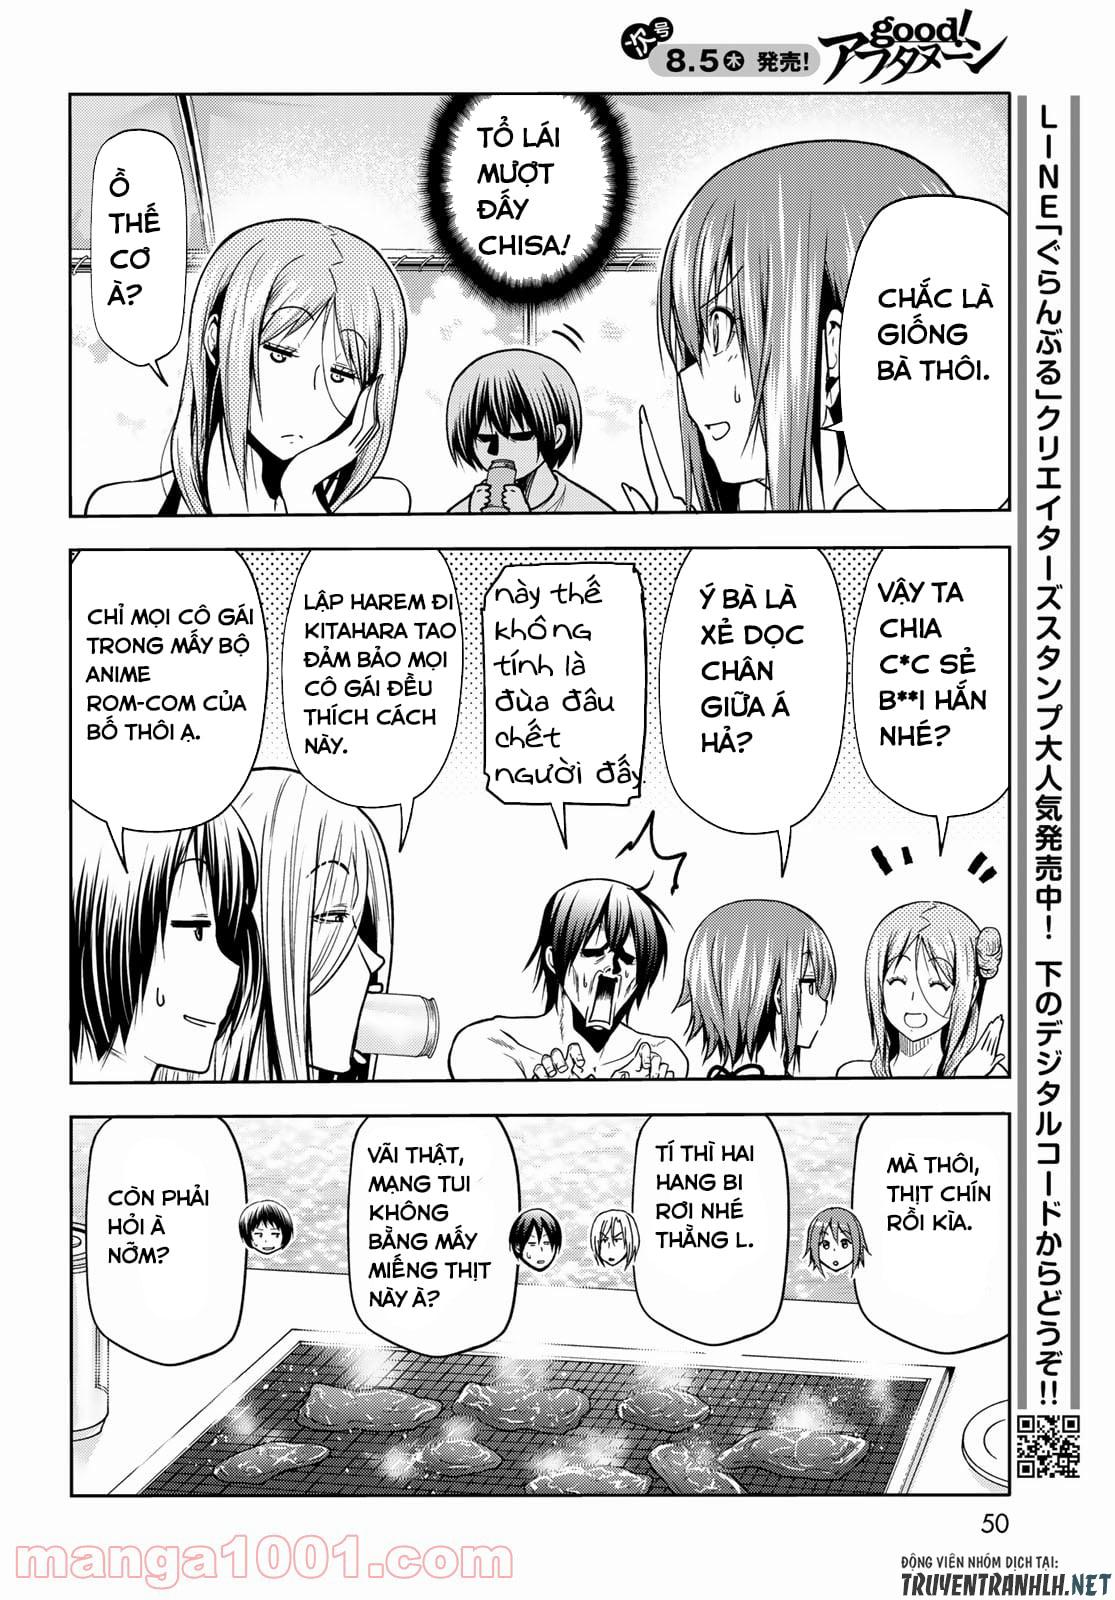 次号
8.5木 発売!
good!
アフタヌーン
CHẮC LÀ
GIỐNG
BÀ THÔI.
TỔ LÁI
MƯỢT
ĐẤY
CHISA!
Ồ
THẾ
CƠ
À?
VẬY TA
CHIA
C*C SẺ
B**I HẮN
NHÉ?
Ý BÀ LÀ
XẺ DỌC
CHÂN
GIỮA Á
HẢ?
này thế
không
tính là
đùa đâu
chết
người đấy
LẬP HAREM ĐI
KITAHARA TAO
ĐẢM BẢO MỌI
CÔ GÁI ĐỀU
THÍCH CÁCH
NÀY.
CHỈ MỌI CÔ GÁI
TRONG MẤY BỘ
ANIME
ROM-COM CỦA
BỐ THÔI Ạ.
MÀ THÔI,
THỊT CHÍN
RỒI KÌA.
TÍ THÌ HAI
HANG BI
RƠI NHÉ
THẰNG L.
VÃI THẬT,
MẠNG TUI
KHÔNG
BẰNG MẤY
MIẾNG THỊT
NÀY À?
CÒN PHẢI
HỎI À
NỠM?
LINE「ぐらんぶる」クリエイターズスタンプ大人気発売中! 下のデジタルコードからどうぞ!!
50
manga1001.com
ĐỘNG VIÊN NHÓM DỊCH TẠI:
TRUYENTRANHLH.NET